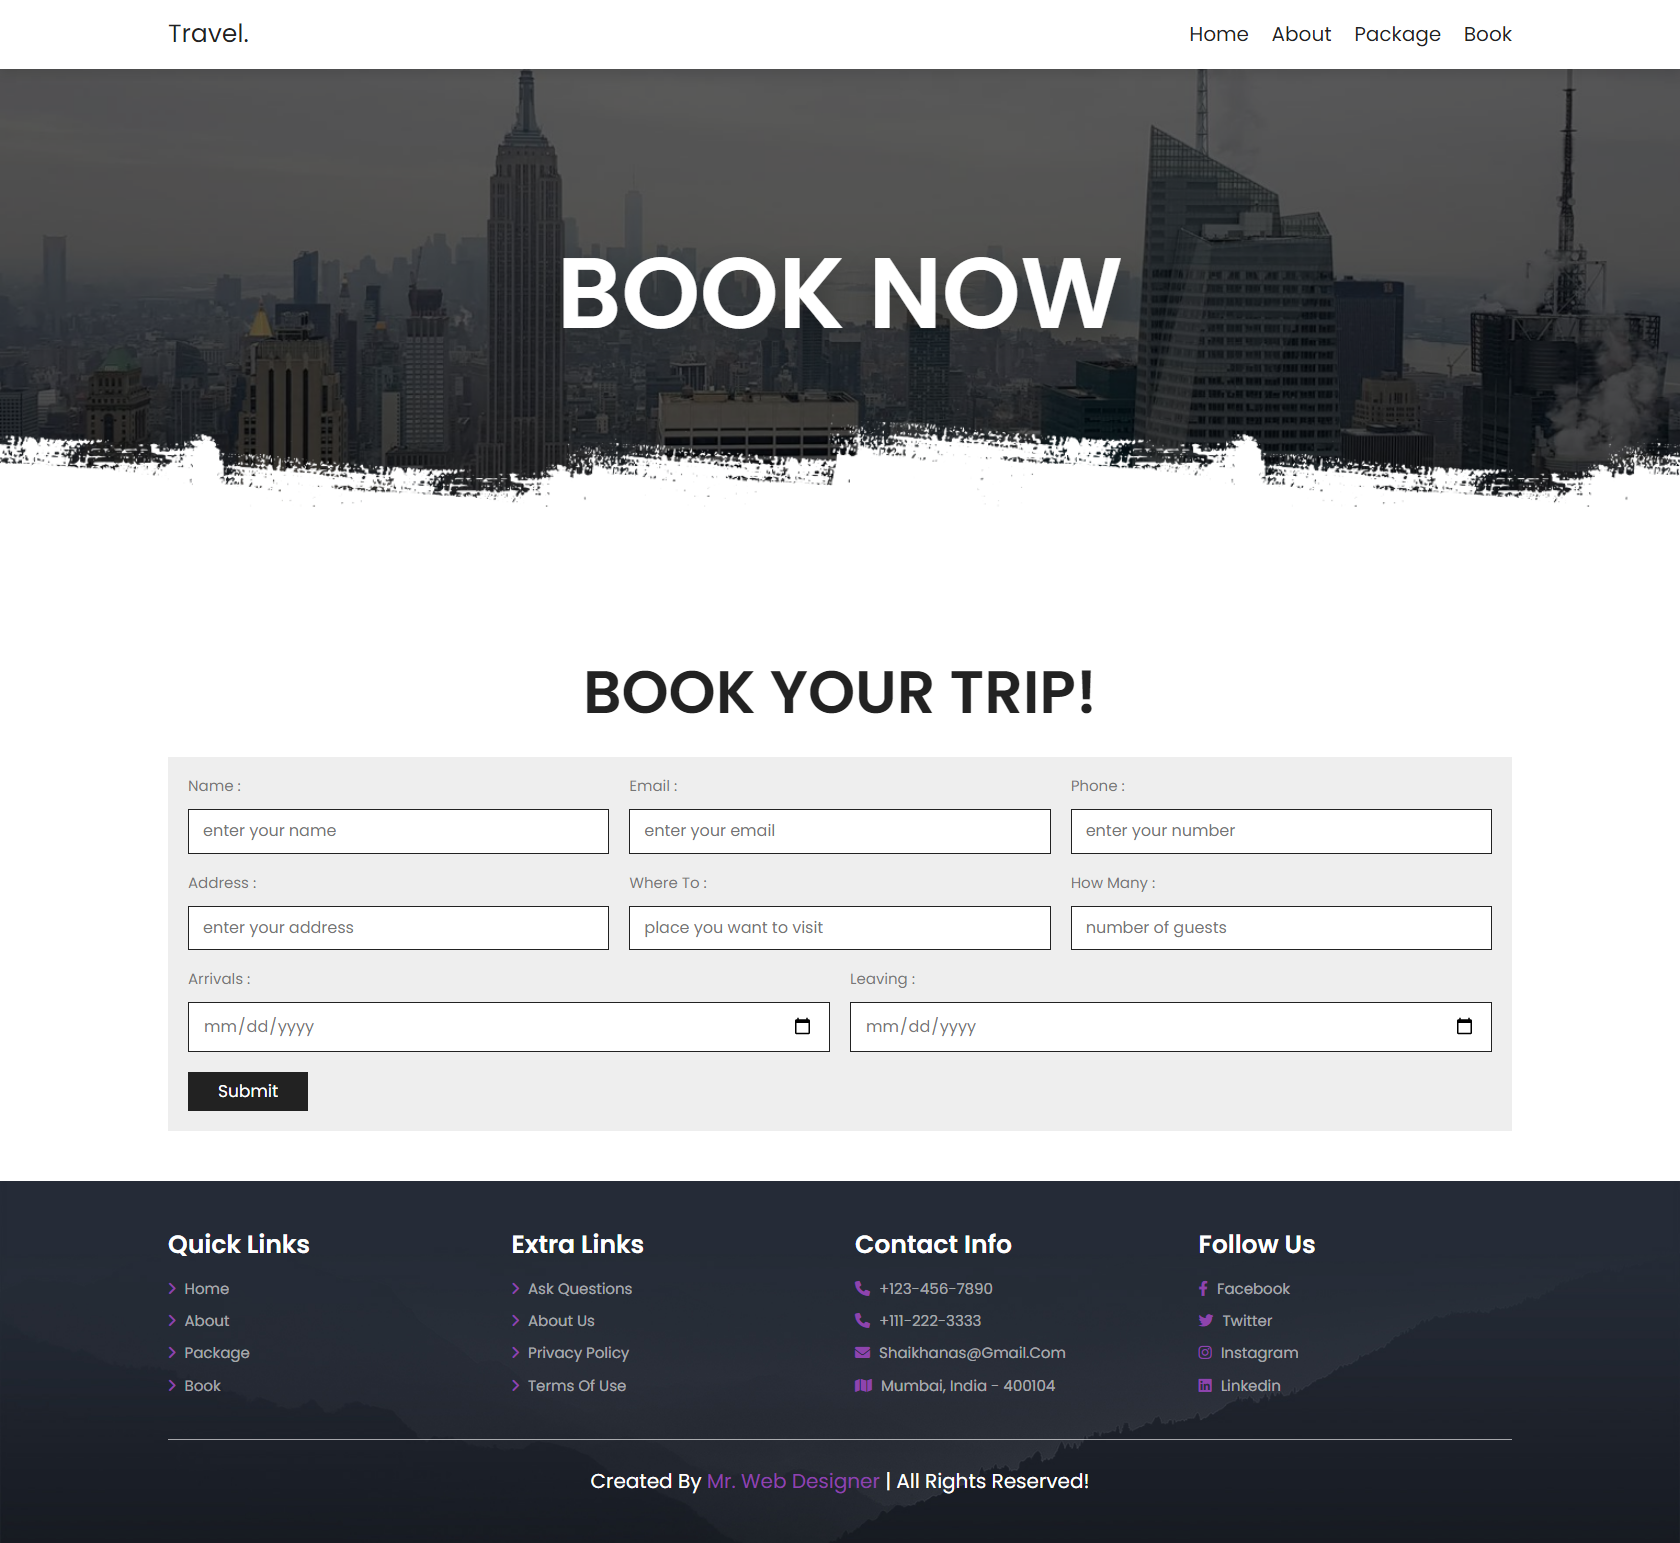 Travel.
Home About Package Book
BOOK NOW
BOOK YOUR TRIP!
Name : Email : Phone :
enter your name enter your email enter your number
Address : Where To : How Many :
enter your address place you want to visit number of guests
Arrivals : Leaving :
mm/dd/yyyy mm/dd/yyyy
Submit
Quick Links
Home
About
Package
Book
Extra Links
Ask Questions
About Us
Privacy Policy
Terms Of Use
Contact Info
+123-456-7890
+111-222-3333
Shaikhanas@Gmail.Com
Mumbai, India - 400104
Follow Us
Facebook
Twitter
Instagram
Linkedin
Created By Mr. Web Designer | All Rights Reserved!